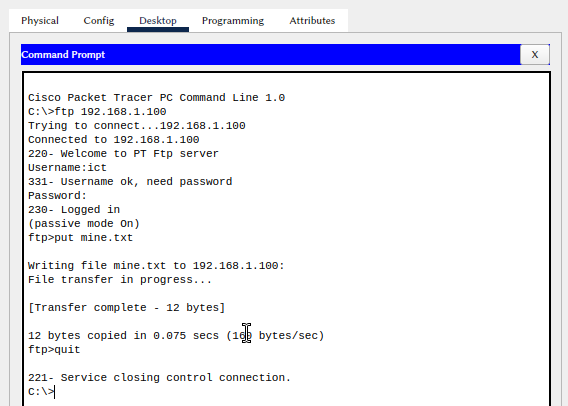 Physical Config Desktop Programming Attributes
Command Prompt X
Cisco Packet Tracer PC Command Line 1.0
C:\>ftp 192.168.1.100
Trying to connect...192.168.1.100
Connected to 192.168.1.100
220- Welcome to PT Ftp server
Username:ict
331- Username ok, need password
Password:
230- Logged in
(passive mode On)
ftp>put mine.txt
Writing file mine.txt to 192.168.1.100:
File transfer in progress...
[Transfer complete - 12 bytes]
12 bytes copied in 0.075 secs (160 bytes/sec)
ftp>quit
221- Service closing control connection.
C:\>